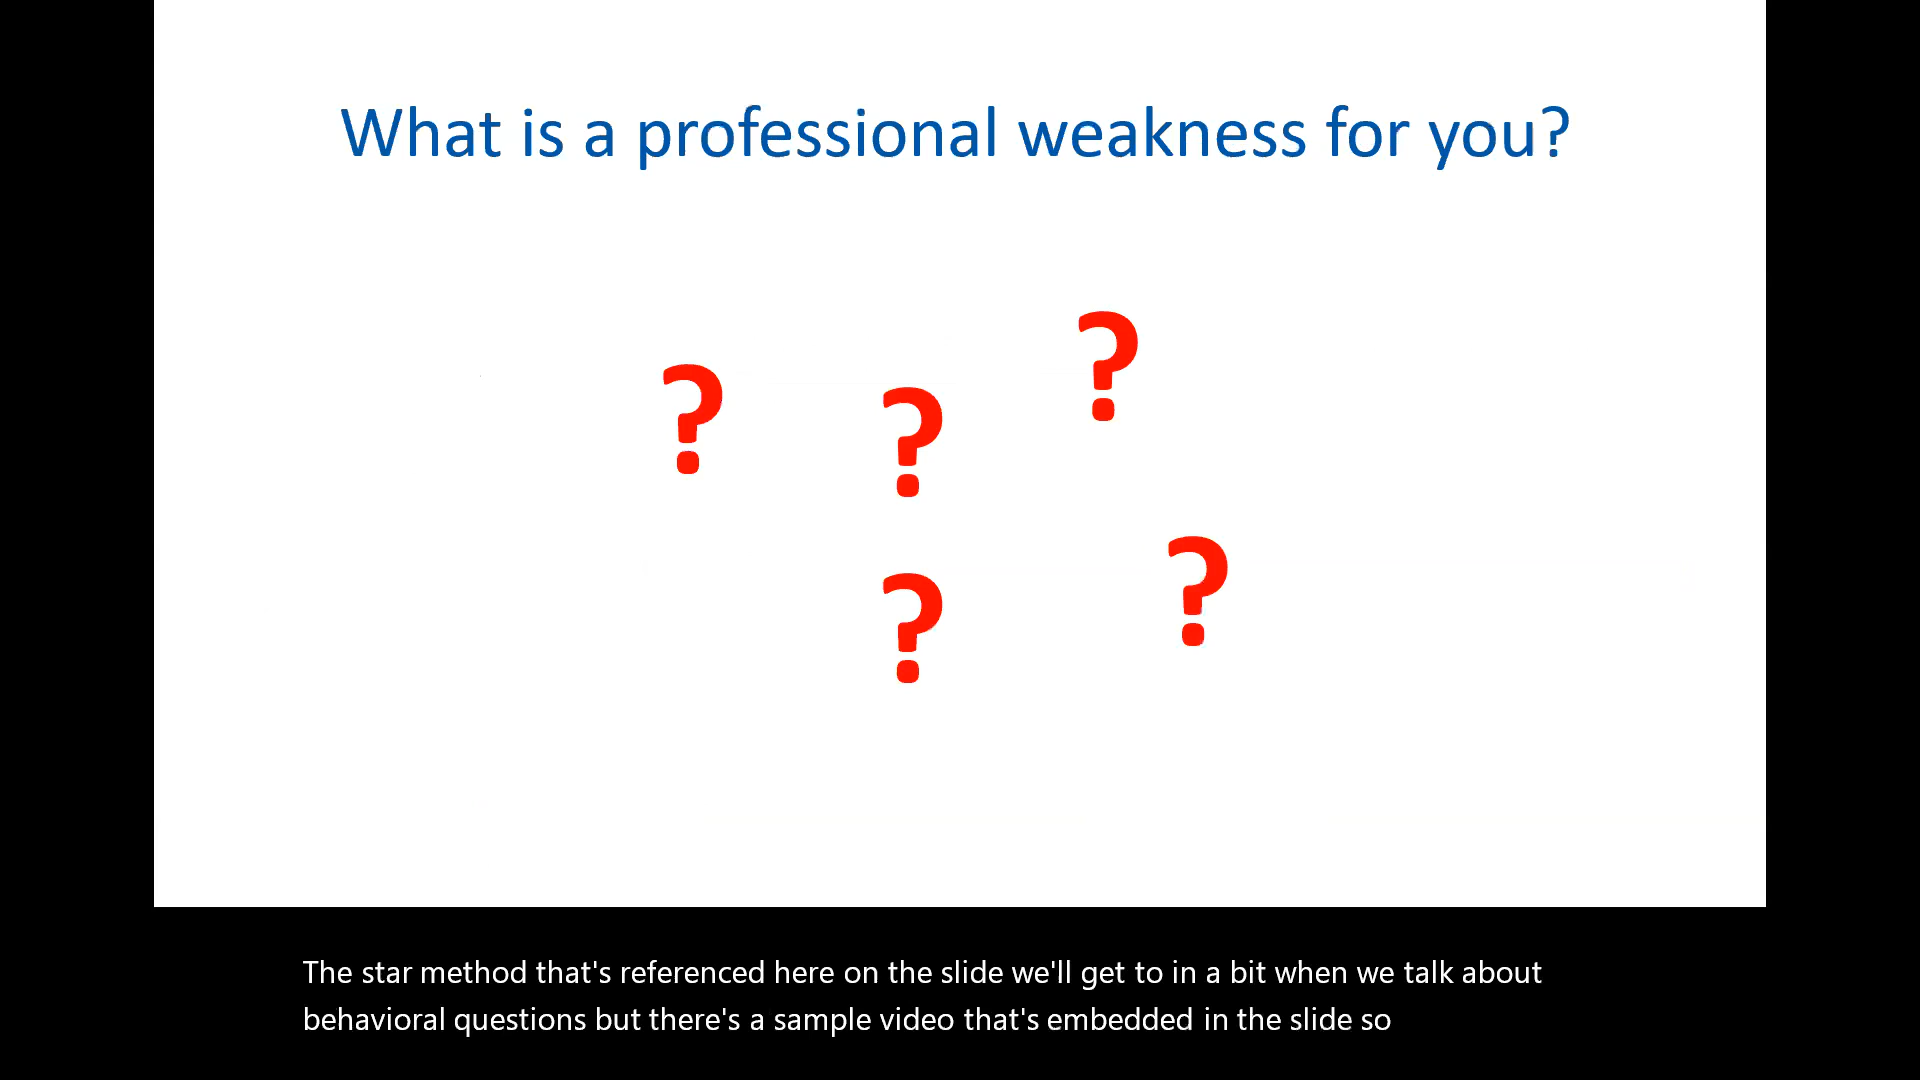 What is a professional weakness for you?
?
?
?
?
?
The star method that's referenced here on the slide we'll get to in a bit when we talk about
behavioral questions but there's a sample video that's embedded in the slide so